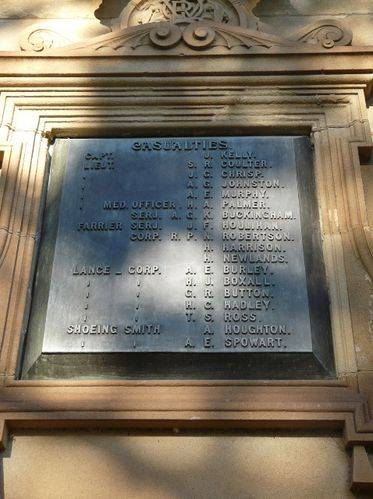 CASUALTIES.
CAPT. J. KELLY.
LIEUT. S. R. COULTER.
" J. G. CHRISP.
" A. G. JOHNSTON.
" A. E. MURPHY.
MED. OFFICER. H. A. PALMER.
SERJ. A. G. K. BUCKINGHAM.
FARRIER SERJ. J. F. HOULIHAN.
CORP. R. P. N. ROBERTSON.
" H. HARRISON.
" H. NEWLANDS.
LANCE - CORP. A. E. BURLEY.
" " H. J. BOXALL.
" " G. R. BUTTON.
" " H. C. HADLEY.
" " T. S. ROSS.
SHOEING SMITH A. HOUGHTON.
" " A. E. SPOWART.